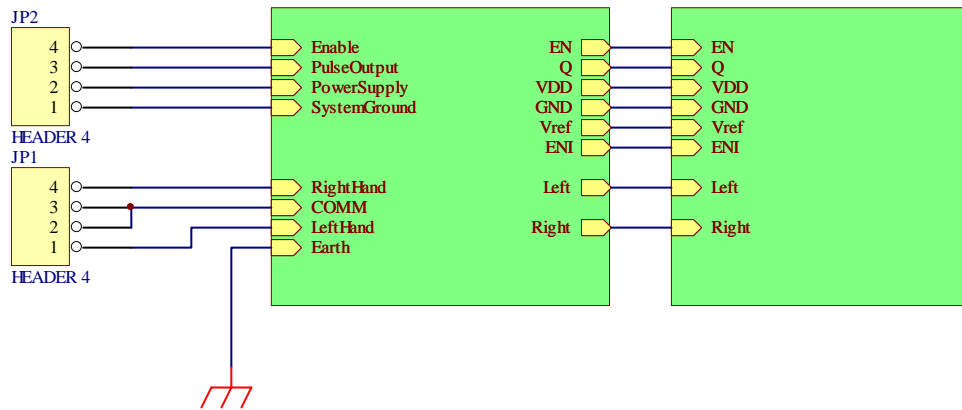 JP2
4
3
2
1
HEADER 4
JP1
4
3
2
1
HEADER 4
Enable
PulseOutput
PowerSupply
SystemGround
RightHand
COMM
LeftHand
Earth
EN
Q
VDD
GND
Vref
ENI
Left
Right
EN
Q
VDD
GND
Vref
ENI
Left
Right